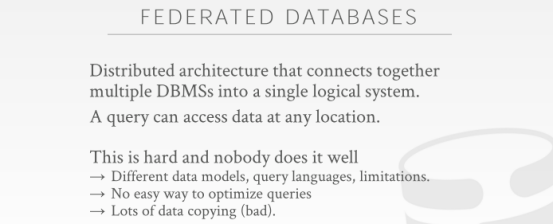 FEDERATED DATABASES
Distributed architecture that connects together
multiple DBMSs into a single logical system.
A query can access data at any location.
This is hard and nobody does it well
→ Different data models, query languages, limitations.
→ No easy way to optimize queries
→ Lots of data copying (bad).